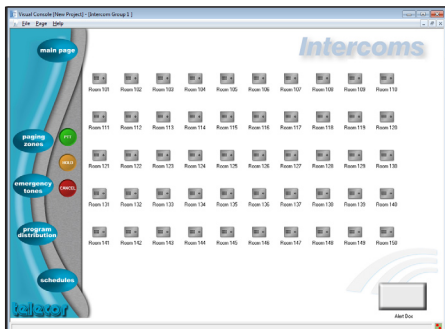 Visual Console [New Project] - [Intercom Group 1 ]
File Page Help
Intercoms
main page
paging
zones
PTT
HOLD
emergency
tones
CANCEL
program
distribution
schedules
telecor
Room 101 Room 102 Room 103 Room 104 Room 105 Room 106 Room 107 Room 108 Room 109 Room 110
Room 111 Room 112 Room 113 Room 114 Room 115 Room 116 Room 117 Room 118 Room 119 Room 120
Room 121 Room 122 Room 123 Room 124 Room 125 Room 126 Room 127 Room 128 Room 129 Room 130
Room 131 Room 132 Room 133 Room 134 Room 135 Room 136 Room 137 Room 138 Room 139 Room 140
Room 141 Room 142 Room 143 Room 144 Room 145 Room 146 Room 147 Room 148 Room 149 Room 150
Alert Box